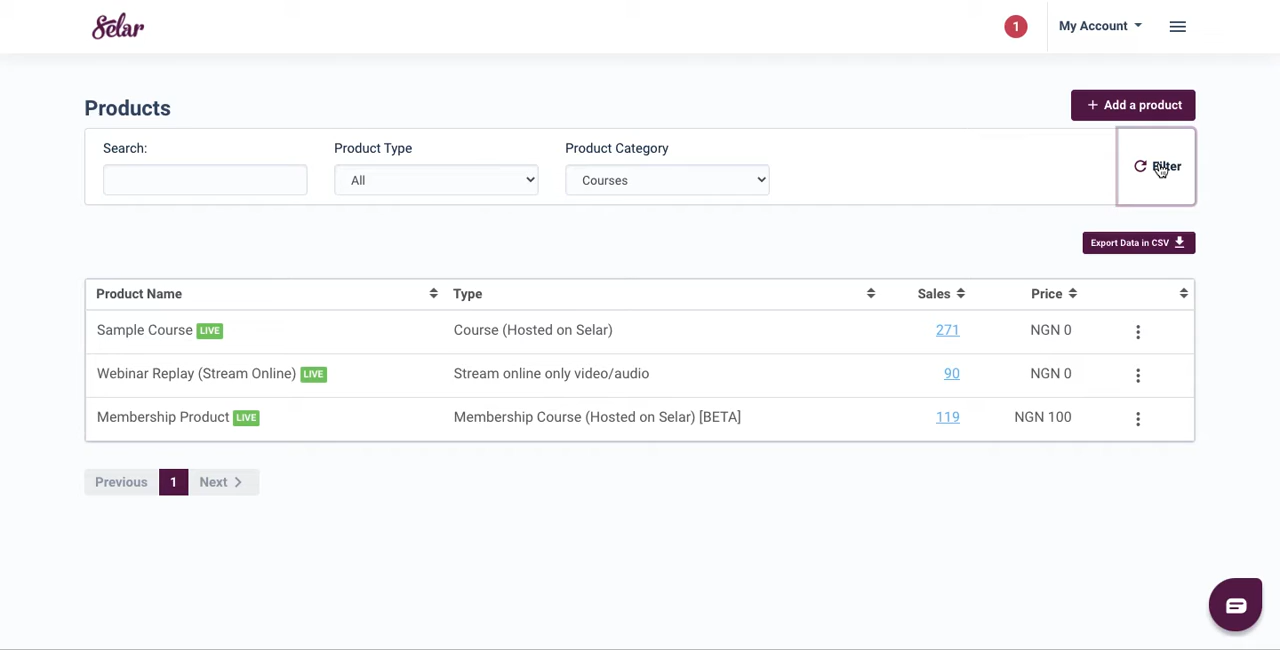 Selar
1
My Account
Products
+ Add a product
Search:
Product Type
Product Category
All
Courses
Filter
Export Data in CSV
Product Name
Type
Sales
Price
Sample Course LIVE
Course (Hosted on Selar)
271
NGN 0
Webinar Replay (Stream Online) LIVE
Stream online only video/audio
90
NGN 0
Membership Product LIVE
Membership Course (Hosted on Selar) [BETA]
119
NGN 100
Previous
1
Next